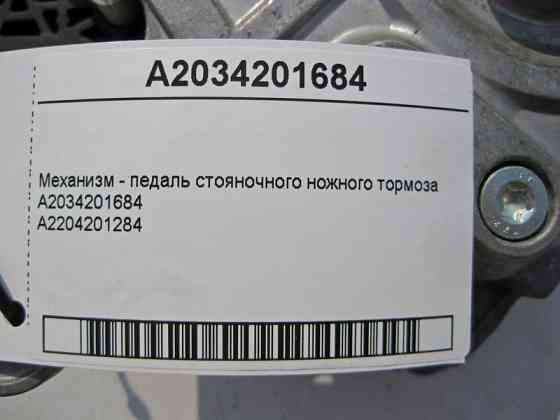 A2034201684
Механизм - педаль стояночного ножного тормоза
A2034201684
A2204201284